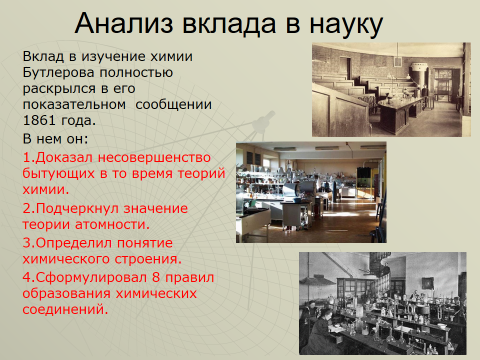 Анализ вклада в науку
Вклад в изучение химии
Бутлерова полностью
раскрылся в его
показательном сообщении
1861 года.
В нем он:
1.Доказал несовершенство
бытующих в то время теорий
химии.
2.Подчеркнул значение
теории атомности.
3.Определил понятие
химического строения.
4.Сформулировал 8 правил
образования химических
соединений.